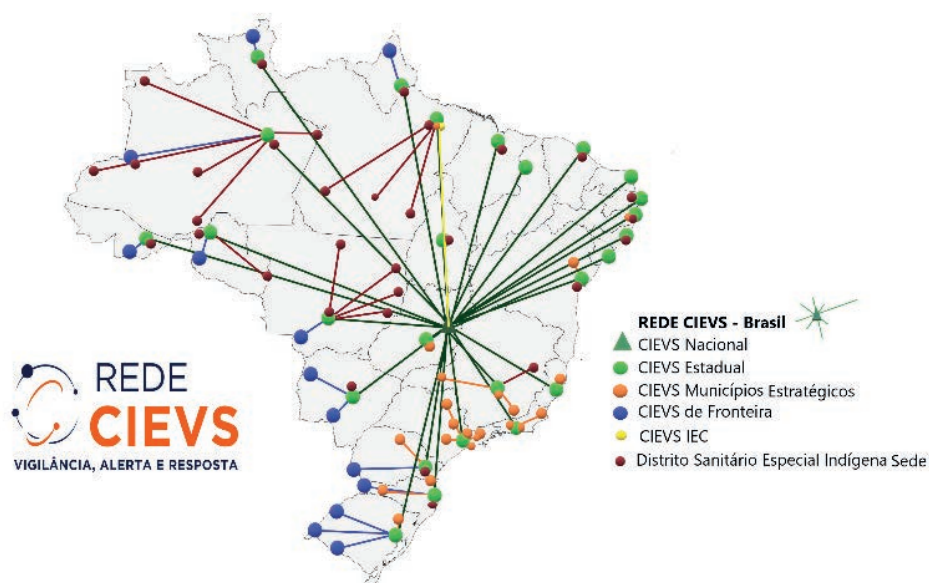 REDE CIEVS - Brasil
CIEVS Nacional
CIEVS Estadual
CIEVS Municípios Estratégicos
CIEVS de Fronteira
CIEVS IEC
Distrito Sanitário Especial Indígena Sede
REDE
CIEVS
VIGILÂNCIA, ALERTA E RESPOSTA